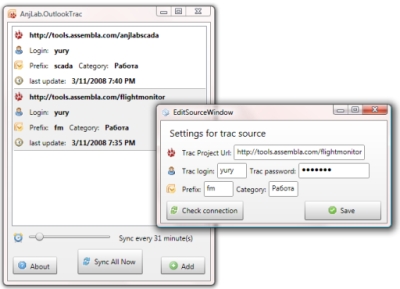 AnjLab.OutlookTrac
http://tools.assembla.com/anjlabscada
Login: yury
Prefix: scada Category: Работа
last update: 3/11/2008 7:40 PM
http://tools.assembla.com/flightmonitor
Login: yury
Prefix: fm Category: Работа
last update: 3/11/2008 7:35 PM
Sync every 31 minute(s)
About
Sync All Now
Add
EditSourceWindow
Settings for trac source
Trac Project Url: http://tools.assembla.com/flightmonitor
Trac login: yury Trac password: •••••••
Prefix: fm Category: Работа
Check connection
Save